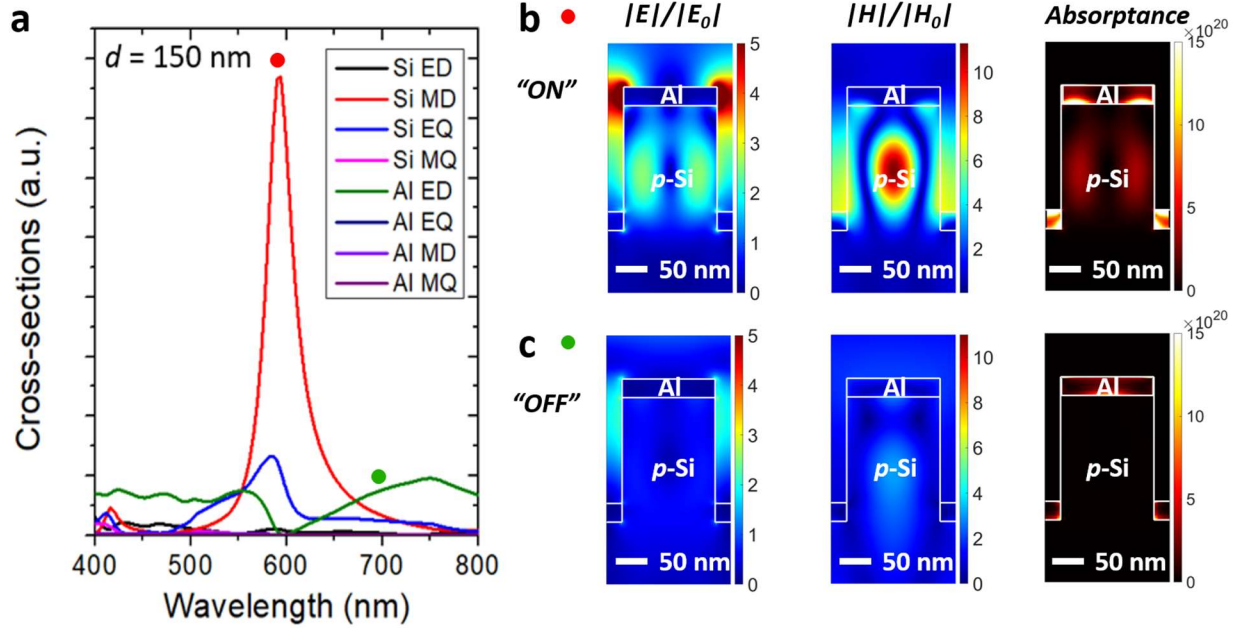 a
d = 150 nm
Si ED
Si MD
Si EQ
Si MQ
Al ED
Al EQ
Al MD
Al MQ
Cross-sections (a.u.)
400 500 600 700 800
Wavelength (nm)
b
|E|/|E₀| |H|/|H₀| Absorptance
"ON"
Al
p-Si
50 nm
5
4
3
2
1
0
Al
p-Si
50 nm
10
8
6
4
2
×10²⁰
Al
p-Si
50 nm
15
10
5
0
c
"OFF"
Al
p-Si
50 nm
5
4
3
2
1
0
Al
p-Si
50 nm
10
8
6
4
2
0
×10²⁰
Al
p-Si
50 nm
15
10
5
0